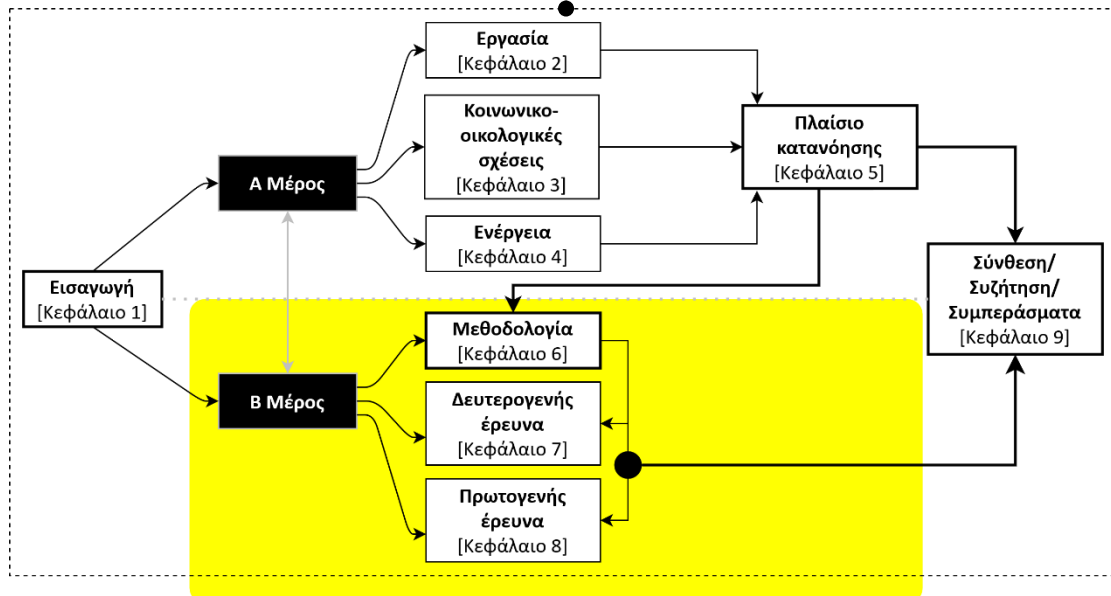 Εργασία
[Κεφάλαιο 2]
Κοινωνικο-
οικολογικές
σχέσεις
[Κεφάλαιο 3]
Ενέργεια
[Κεφάλαιο 4]
Πλαίσιο
κατανόησης
[Κεφάλαιο 5]
Α Μέρος
Εισαγωγή
[Κεφάλαιο 1]
Σύνθεση/
Συζήτηση/
Συμπεράσματα
[Κεφάλαιο 9]
Μεθοδολογία
[Κεφάλαιο 6]
Β Μέρος
Δευτερογενής
έρευνα
[Κεφάλαιο 7]
Πρωτογενής
έρευνα
[Κεφάλαιο 8]